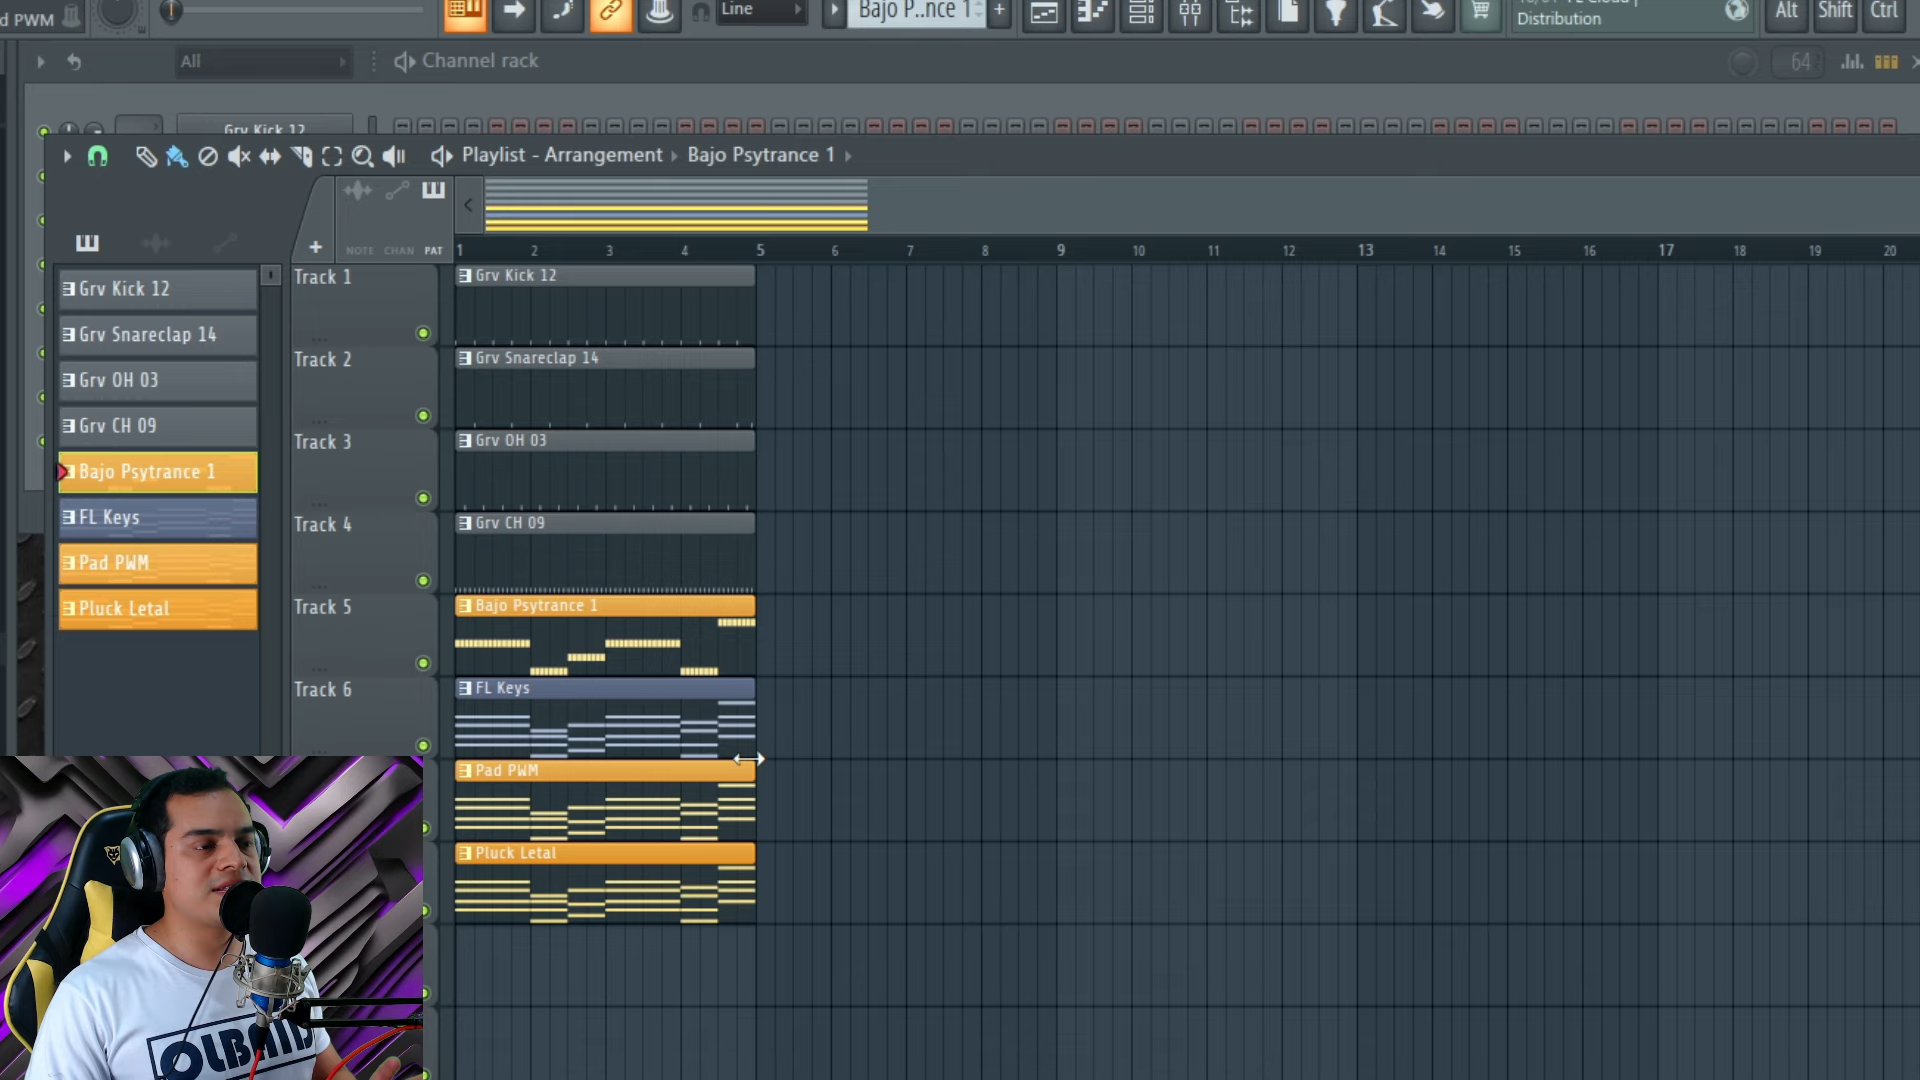 d PWM
Line
Bajo P..nce 1
+
Distribution
Alt
Shift
Ctrl
All
Channel rack
64
Grv Kick 12
Playlist - Arrangement
Bajo Psytrance 1
NOTE CHAN PAT
1 2 3 4 5 6 7 8 9 10 11 12 13 14 15 16 17 18 19 20
Grv Kick 12
Grv Snareclap 14
Grv OH 03
Grv CH 09
Bajo Psytrance 1
FL Keys
Pad PWM
Pluck Letal
Track 1
Grv Kick 12
Track 2
Grv Snareclap 14
Track 3
Grv OH 03
Track 4
Grv CH 09
Track 5
Bajo Psytrance 1
Track 6
FL Keys
Pad PWM
Pluck Letal